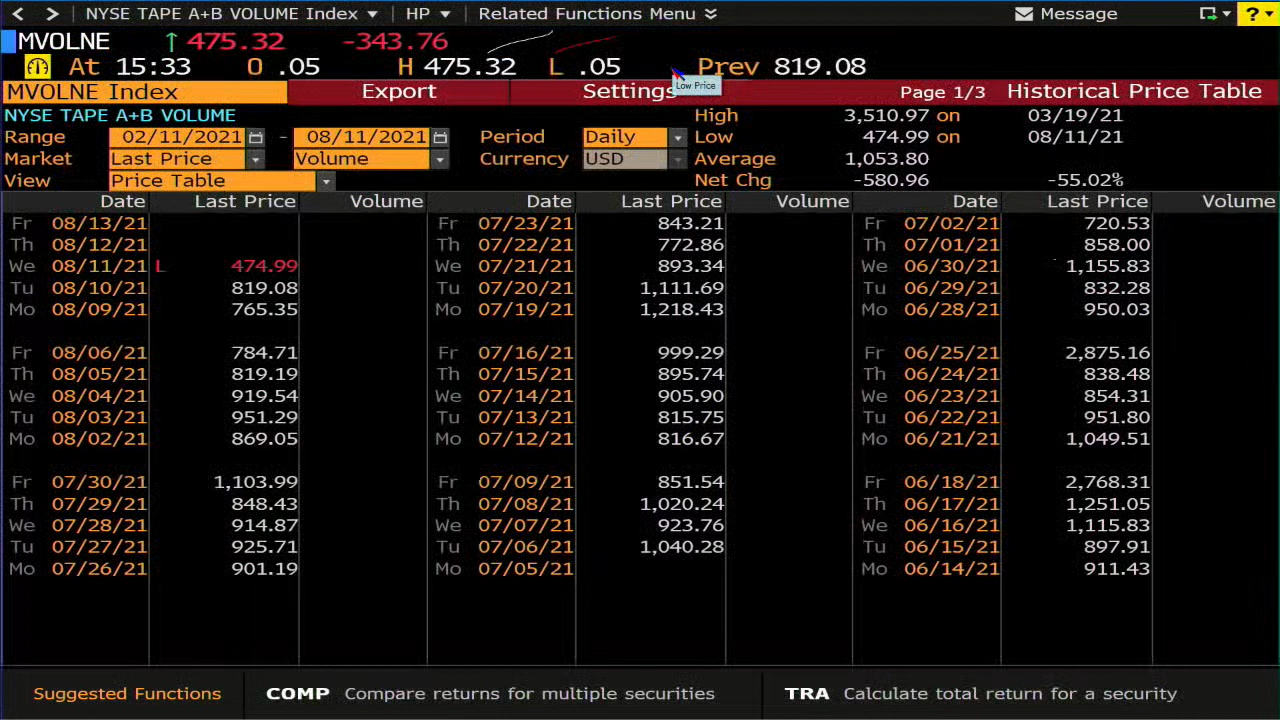 < > NYSE TAPE A+B VOLUME Index HP Related Functions Menu Message ?
MVOLNE ↑ 475.32 -343.76
At 15:33 O .05 H 475.32 L .05 Prev 819.08
Low Price
MVOLNE Index Export Settings Page 1/3 Historical Price Table
NYSE TAPE A+B VOLUME High 3,510.97 on 03/19/21
Range 02/11/2021 - 08/11/2021 Period Daily Low 474.99 on 08/11/21
Market Last Price Volume Currency USD Average 1,053.80
View Price Table Net Chg -580.96 -55.02%
Date Last Price Volume Date Last Price Volume Date Last Price Volume
Fr 08/13/21 Fr 07/23/21 843.21 Fr 07/02/21 720.53
Th 08/12/21 Th 07/22/21 772.86 Th 07/01/21 858.00
We 08/11/21 L 474.99 We 07/21/21 893.34 We 06/30/21 1,155.83
Tu 08/10/21 819.08 Tu 07/20/21 1,111.69 Tu 06/29/21 832.28
Mo 08/09/21 765.35 Mo 07/19/21 1,218.43 Mo 06/28/21 950.03
Fr 08/06/21 784.71 Fr 07/16/21 999.29 Fr 06/25/21 2,875.16
Th 08/05/21 819.19 Th 07/15/21 895.74 Th 06/24/21 838.48
We 08/04/21 919.54 We 07/14/21 905.90 We 06/23/21 854.31
Tu 08/03/21 951.29 Tu 07/13/21 815.75 Tu 06/22/21 951.80
Mo 08/02/21 869.05 Mo 07/12/21 816.67 Mo 06/21/21 1,049.51
Fr 07/30/21 1,103.99 Fr 07/09/21 851.54 Fr 06/18/21 2,768.31
Th 07/29/21 848.43 Th 07/08/21 1,020.24 Th 06/17/21 1,251.05
We 07/28/21 914.87 We 07/07/21 923.76 We 06/16/21 1,115.83
Tu 07/27/21 925.71 Tu 07/06/21 1,040.28 Tu 06/15/21 897.91
Mo 07/26/21 901.19 Mo 07/05/21 Mo 06/14/21 911.43
Suggested Functions COMP Compare returns for multiple securities TRA Calculate total return for a security